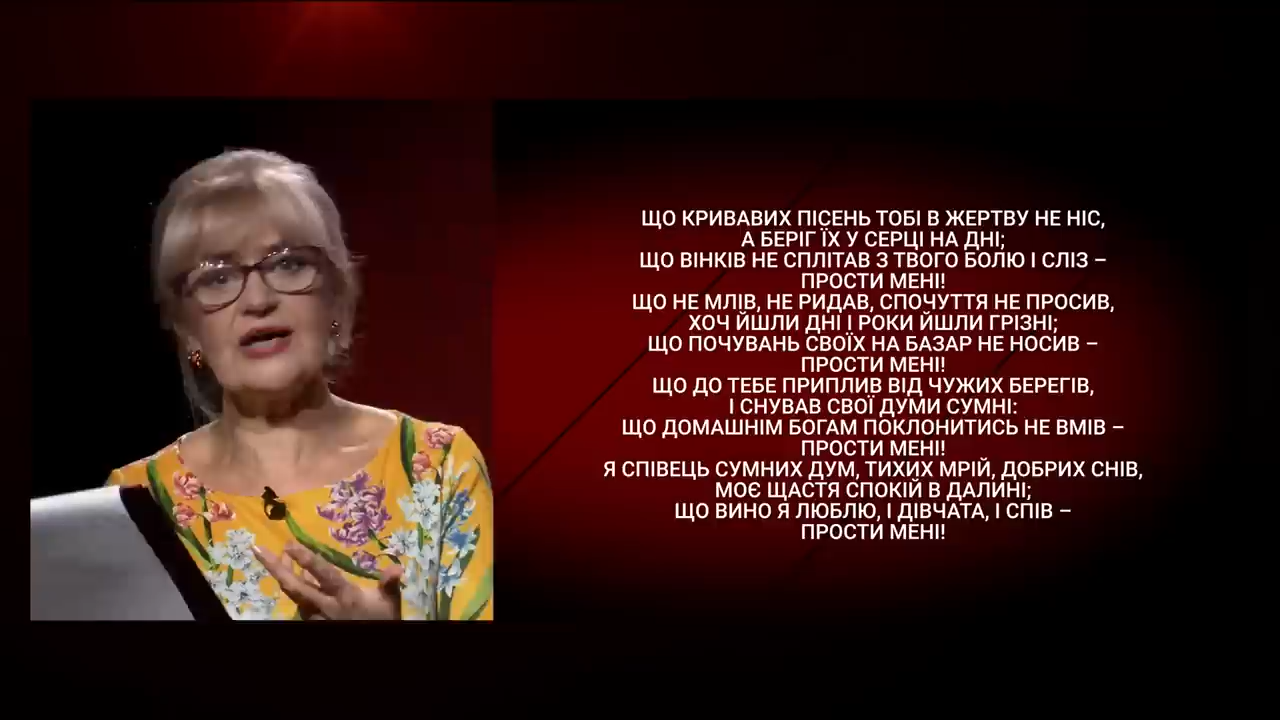 ЩО КРИВАВИХ ПІСЕНЬ ТОБІ В ЖЕРТВУ НЕ НІС,
А БЕРІГ ЇХ У СЕРЦІ НА ДНІ;
ЩО ВІНКІВ НЕ СПЛІТАВ З ТВОГО БОЛЮ І СЛІЗ –
ПРОСТИ МЕНІ!
ЩО НЕ МЛІВ, НЕ РИДАВ, СПОЧУТТЯ НЕ ПРОСИВ,
ХОЧ ЙШЛИ ДНІ І РОКИ ЙШЛИ ГРІЗНІ;
ЩО ПОЧУВАНЬ СВОЇХ НА БАЗАР НЕ НОСИВ –
ПРОСТИ МЕНІ!
ЩО ДО ТЕБЕ ПРИПЛИВ ВІД ЧУЖИХ БЕРЕГІВ,
І СНУВАВ СВОЇ ДУМИ СУМНІ:
ЩО ДОМАШНІМ БОГАМ ПОКЛОНИТИСЬ НЕ ВМІВ –
ПРОСТИ МЕНІ!
Я СПІВЕЦЬ СУМНИХ ДУМ, ТИХИХ МРІЙ, ДОБРИХ СНІВ,
МОЄ ЩАСТЯ СПОКІЙ В ДАЛИНІ;
ЩО ВИНО Я ЛЮБЛЮ, І ДІВЧАТА, І СПІВ –
ПРОСТИ МЕНІ!